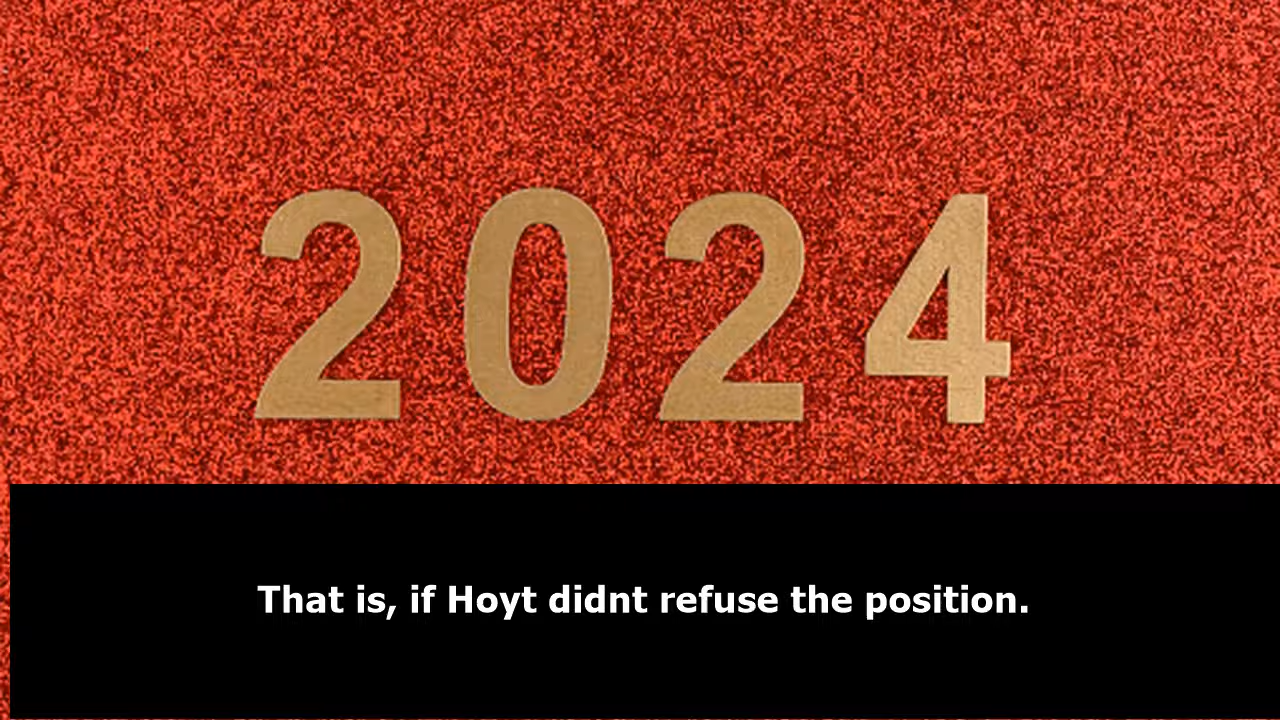 2024
That is, if Hoyt didnt refuse the position.